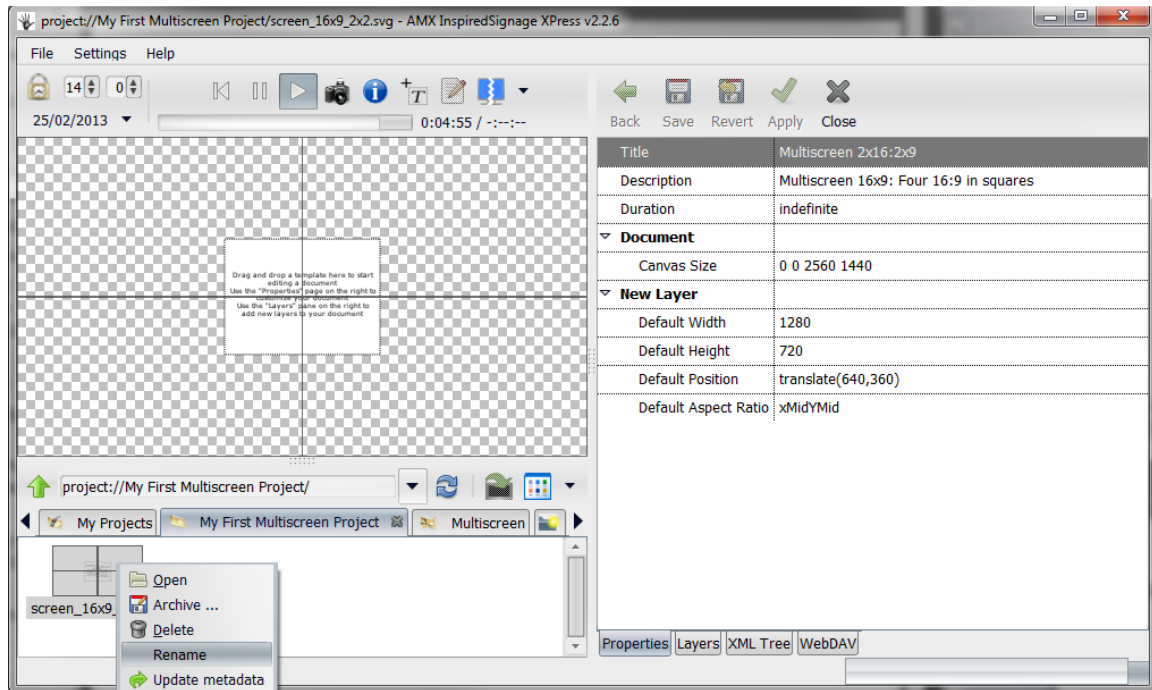 project://My First Multiscreen Project/screen_16x9_2x2.svg - AMX InspiredSignage XPress v2.2.6
File Settings Help
14 0
25/02/2013
0:04:55 / -:--:--
Drag and drop a template here to start
editing a document
Use the "Properties" page on the right to
customize your document
Use the "Layers" pane on the right to
add new layers to your document
project://My First Multiscreen Project/
My Projects My First Multiscreen Project Multiscreen
screen_16x9_
Open
Archive ...
Delete
Rename
Update metadata
Back Save Revert Apply Close
Title Multiscreen 2x16:2x9
Description Multiscreen 16x9: Four 16:9 in squares
Duration indefinite
Document
Canvas Size 0 0 2560 1440
New Layer
Default Width 1280
Default Height 720
Default Position translate(640,360)
Default Aspect Ratio xMidYMid
Properties Layers XML Tree WebDAV